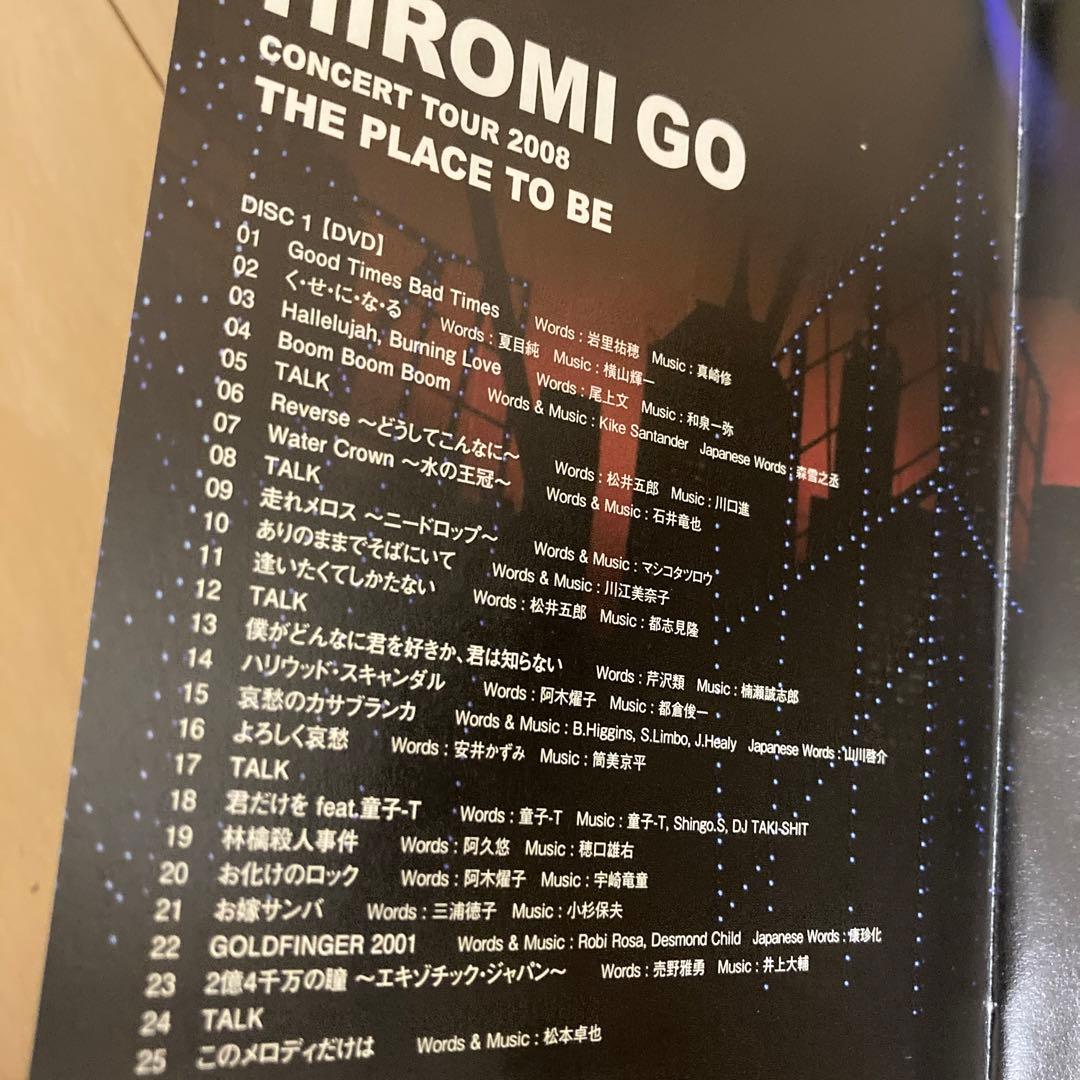 HIROMI GO
CONCERT TOUR 2008
THE PLACE TO BE
DISC 1【DVD】
01 Good Times Bad Times Words : 岩里祐穂 Music : 真崎修
02 く・せ・に・な・る Words : 夏目純 Music : 横山輝一
03 Hallelujah, Burning Love Words : 尾上文 Music : 和泉一弥
04 Boom Boom Boom Words & Music : Kike Santander Japanese Words : 森雪之丞
05 TALK
06 Reverse ～どうしてこんなに～ Words : 松井五郎 Music : 川口進
07 Water Crown ～水の王冠～ Words & Music : 石井竜也
08 TALK
09 走れメロス ～ニードロップ～ Words & Music : マシコタツロウ
10 ありのままでそばにいて Words & Music : 川江美奈子
11 逢いたくてしかたない Words : 松井五郎 Music : 都志見隆
12 TALK
13 僕がどんなに君を好きか、君は知らない Words : 芹沢類 Music : 楠瀬誠志郎
14 ハリウッド・スキャンダル Words : 阿木燿子 Music : 都倉俊一
15 哀愁のカサブランカ Words & Music : B.Higgins, S.Limbo, J.Healy Japanese Words : 山川啓介
16 よろしく哀愁 Words : 安井かずみ Music : 筒美京平
17 TALK
18 君だけを feat.童子-T Words : 童子-T Music : 童子-T, Shingo.S, DJ TAKI-SHIT
19 林檎殺人事件 Words : 阿久悠 Music : 穂口雄右
20 お化けのロック Words : 阿木燿子 Music : 宇崎竜童
21 お嫁サンバ Words : 三浦徳子 Music : 小杉保夫
22 GOLDFINGER 2001 Words & Music : Robi Rosa, Desmond Child Japanese Words : 康珍化
23 2億4千万の瞳 ～エキゾチック・ジャパン～ Words : 売野雅勇 Music : 井上大輔
24 TALK
25 このメロディだけは Words & Music : 松本卓也